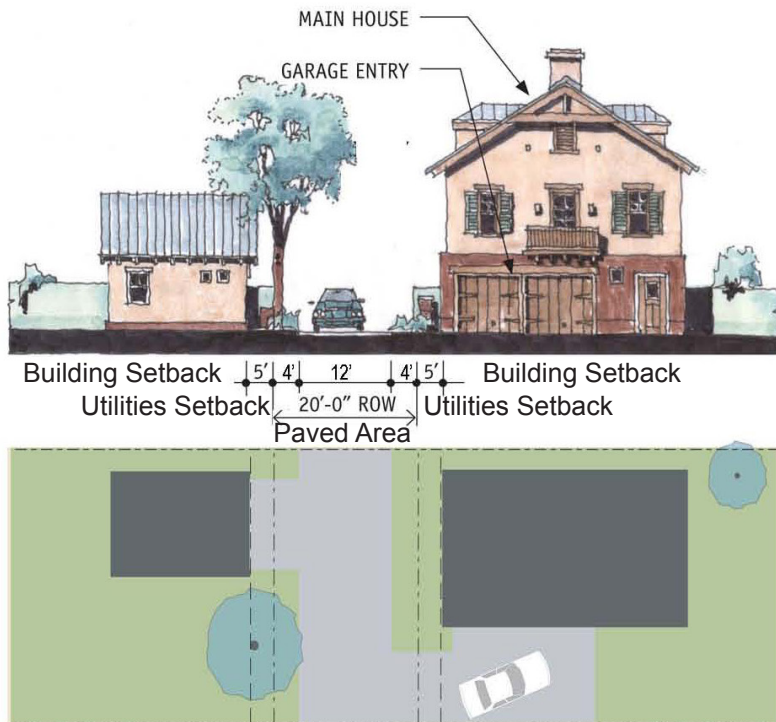 MAIN HOUSE
GARAGE ENTRY
Building Setback 5' 4' 12' 4' 5' Building Setback
Utilities Setback 20'-0" ROW Utilities Setback
Paved Area